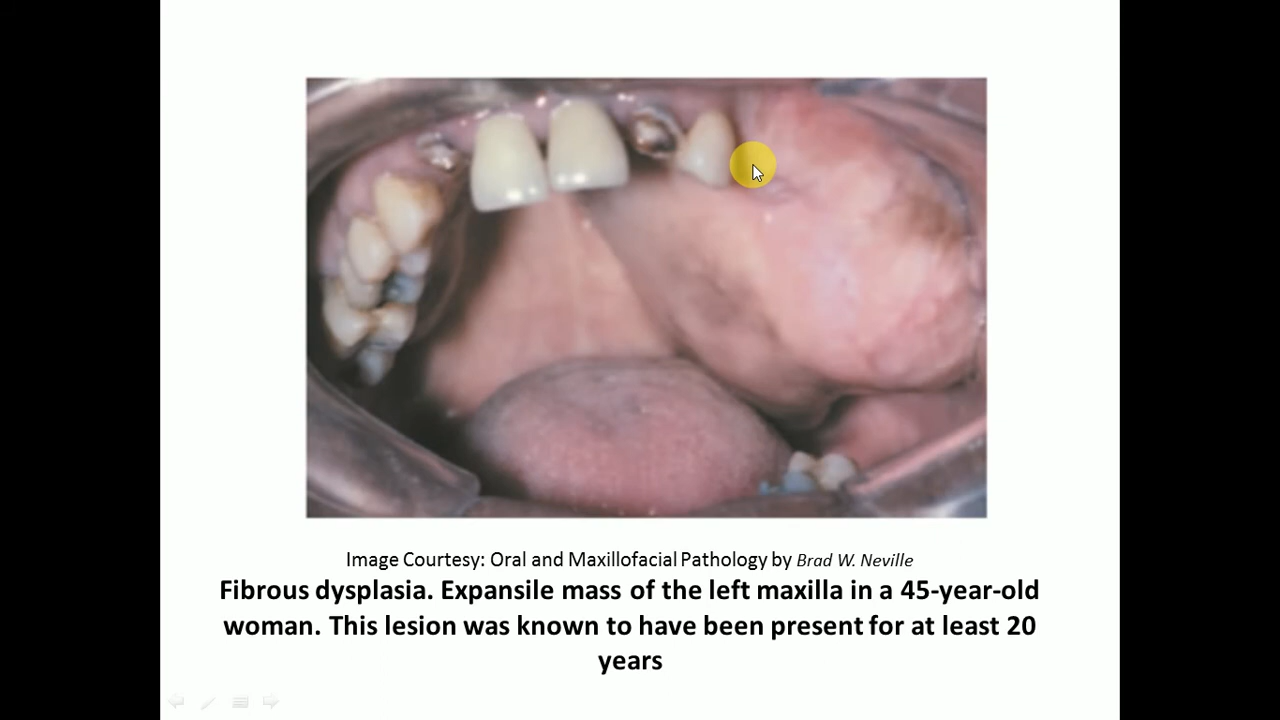 Image Courtesy: Oral and Maxillofacial Pathology by Brad W. Neville
Fibrous dysplasia. Expansile mass of the left maxilla in a 45-year-old
woman. This lesion was known to have been present for at least 20
years